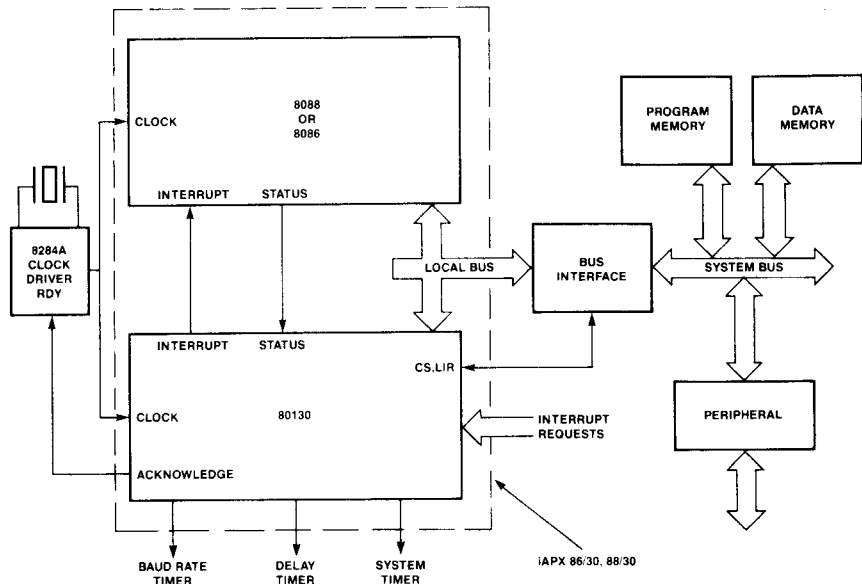 8088
OR
8086
CLOCK
INTERRUPT STATUS
PROGRAM
MEMORY
DATA
MEMORY
8284A
CLOCK
DRIVER
RDY
LOCAL BUS
BUS
INTERFACE
SYSTEM BUS
INTERRUPT STATUS
CS,LIR
CLOCK
80130
INTERRUPT
REQUESTS
PERIPHERAL
ACKNOWLEDGE
BAUD RATE
TIMER
DELAY
TIMER
SYSTEM
TIMER
iAPX 86/30, 88/30